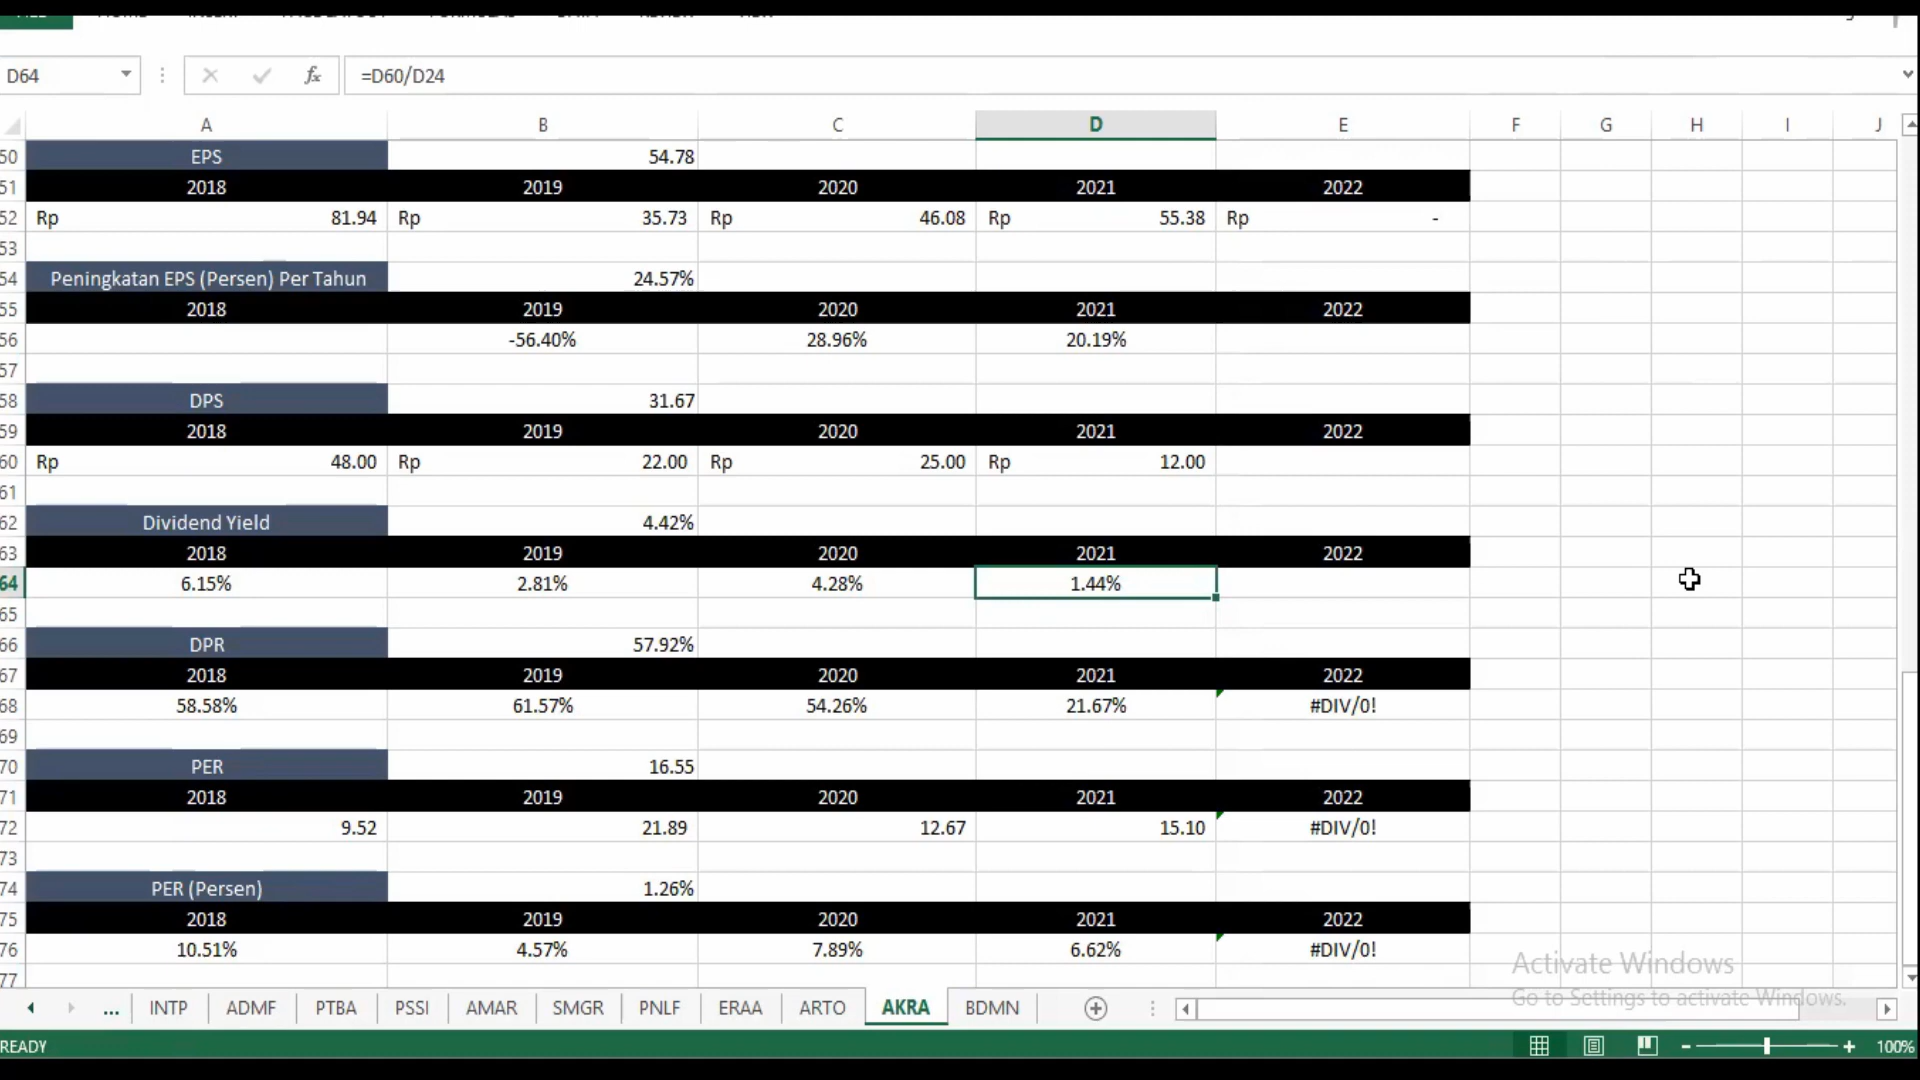 D64 fx =D60/D24
A B C D E F G H I J
50 EPS 54.78
51 2018 2019 2020 2021 2022
52 Rp 81.94 Rp 35.73 Rp 46.08 Rp 55.38 Rp -
53
54 Peningkatan EPS (Persen) Per Tahun 24.57%
55 2018 2019 2020 2021 2022
56 -56.40% 28.96% 20.19%
57
58 DPS 31.67
59 2018 2019 2020 2021 2022
60 Rp 48.00 Rp 22.00 Rp 25.00 Rp 12.00
61
62 Dividend Yield 4.42%
63 2018 2019 2020 2021 2022
64 6.15% 2.81% 4.28% 1.44%
65
66 DPR 57.92%
67 2018 2019 2020 2021 2022
68 58.58% 61.57% 54.26% 21.67% #DIV/0!
69
70 PER 16.55
71 2018 2019 2020 2021 2022
72 9.52 21.89 12.67 15.10 #DIV/0!
73
74 PER (Persen) 1.26%
75 2018 2019 2020 2021 2022
76 10.51% 4.57% 7.89% 6.62% #DIV/0!
77
Activate Windows
Go to Settings to activate Windows.
... INTP ADMF PTBA PSSI AMAR SMGR PNLF ERAA ARTO AKRA BDMN
READY 100%